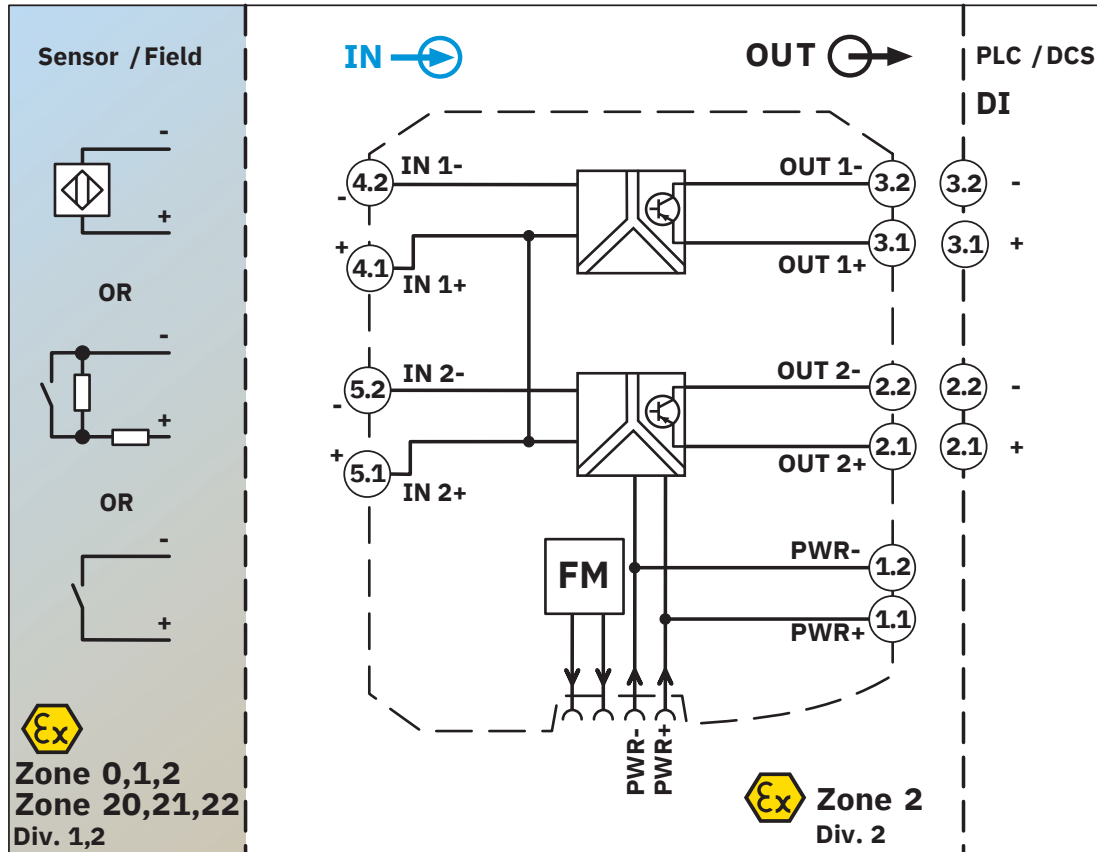 Sensor / Field
-
+
OR
-
+
OR
-
+
Ex
Zone 0,1,2
Zone 20,21,22
Div. 1,2
IN
OUT
4.2
-
IN 1-
+
4.1
IN 1+
5.2
-
IN 2-
+
5.1
IN 2+
OUT 1-
3.2
3.1
OUT 1+
OUT 2-
2.2
2.1
OUT 2+
FM
PWR-
1.2
1.1
PWR+
PWR-
PWR+
Ex
Zone 2
Div. 2
PLC / DCS
DI
3.2 -
3.1 +
2.2 -
2.1 +